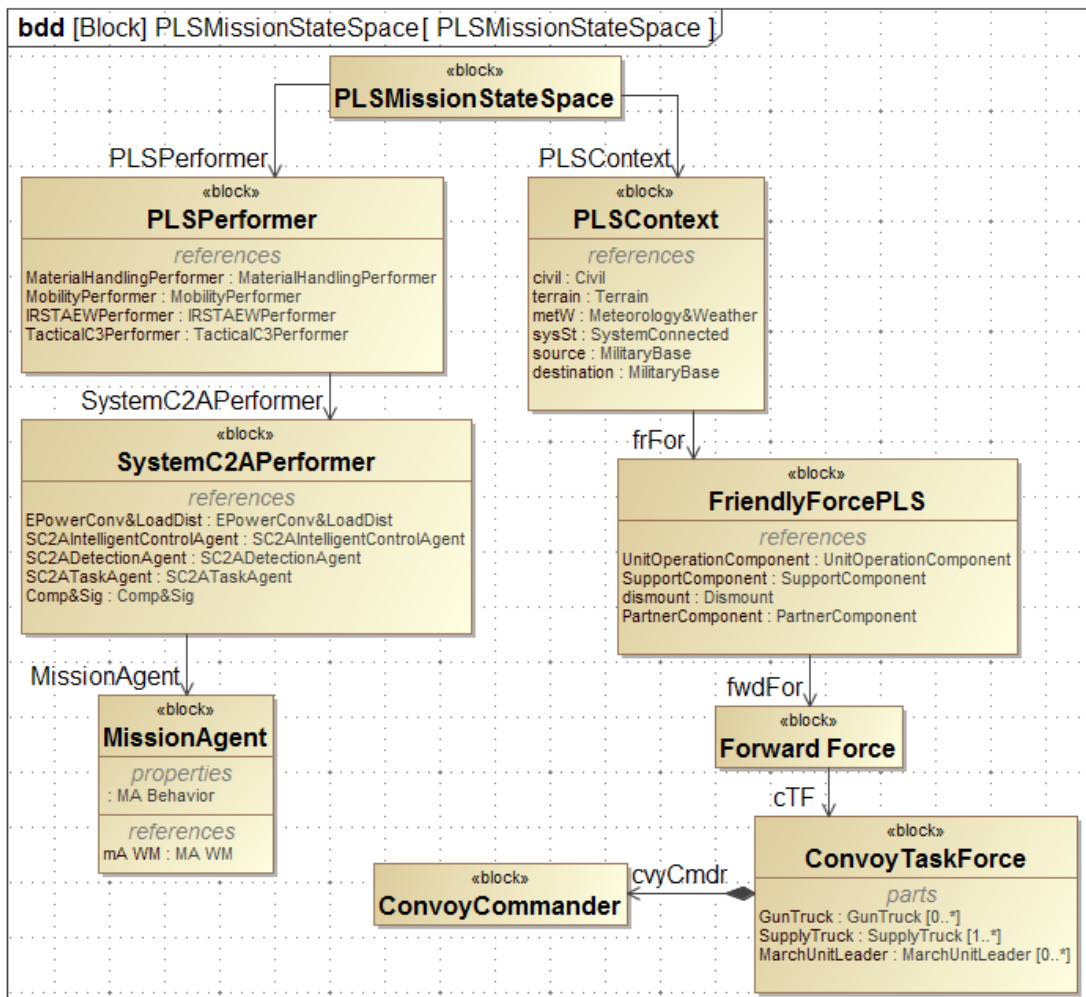 bdd [Block] PLSMissionStateSpace[ PLSMissionStateSpace ]
«block»
PLSMissionStateSpace
PLSPerformer
PLSContext
«block»
PLSPerformer
references
MaterialHandlingPerformer : MaterialHandlingPerformer
MobilityPerformer : MobilityPerformer
IRSTAEWPerformer : IRSTAEWPerformer
TacticalC3Performer : TacticalC3Performer
«block»
PLSContext
references
civil : Civil
terrain : Terrain
metW : Meteorology&Weather
sysSt : SystemConnected
source : MilitaryBase
destination : MilitaryBase
SystemC2APerformer
frFor
«block»
SystemC2APerformer
references
EPowerConv&LoadDist : EPowerConv&LoadDist
SC2AIntelligentControlAgent : SC2AIntelligentControlAgent
SC2ADetectionAgent : SC2ADetectionAgent
SC2ATaskAgent : SC2ATaskAgent
Comp&Sig : Comp&Sig
«block»
FriendlyForcePLS
references
UnitOperationComponent : UnitOperationComponent
SupportComponent : SupportComponent
dismount : Dismount
PartnerComponent : PartnerComponent
MissionAgent
fwdFor
«block»
MissionAgent
properties
: MA Behavior
references
mA WM : MA WM
«block»
Forward Force
cTF
«block»
ConvoyTaskForce
parts
GunTruck : GunTruck [0..*]
SupplyTruck : SupplyTruck [1..*]
MarchUnitLeader : MarchUnitLeader [0..*]
cvyCmdr
«block»
ConvoyCommander